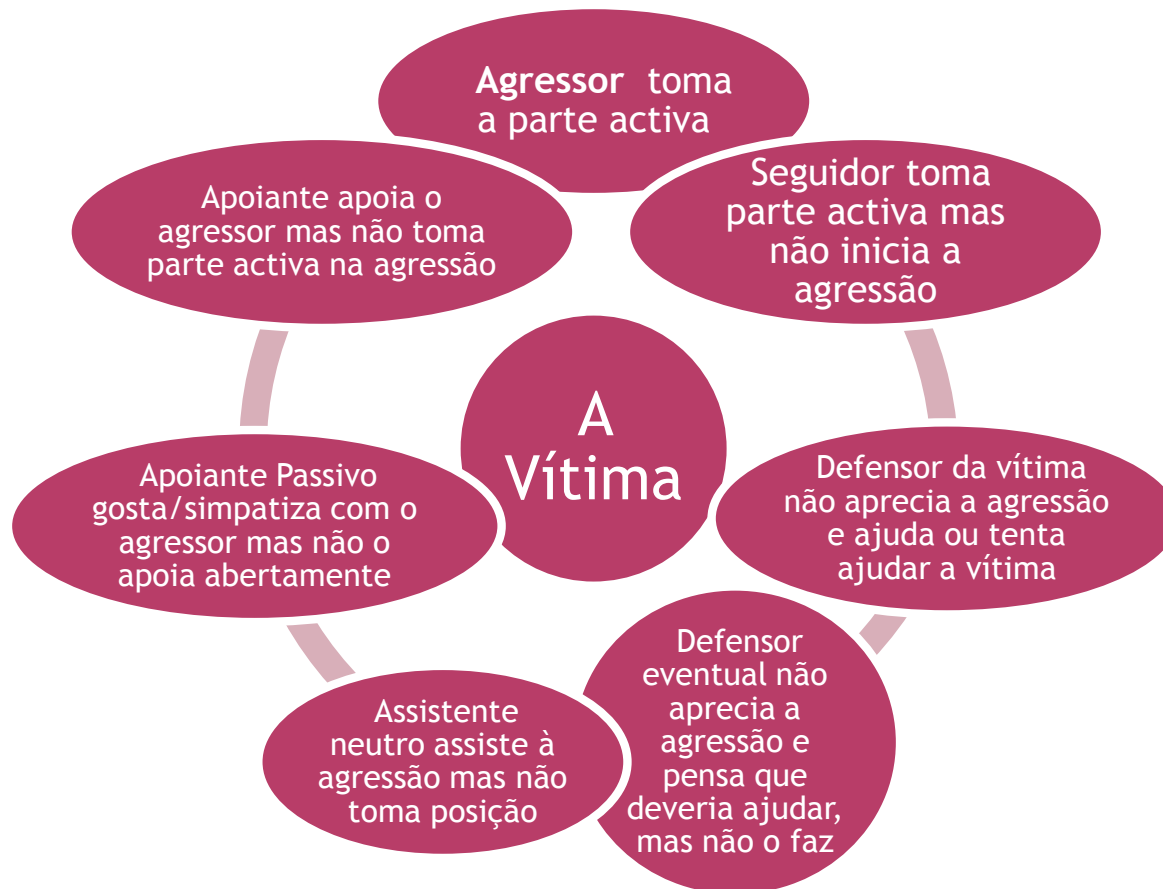 Agressor toma
a parte activa
Seguidor toma
parte activa mas
não inicia a
agressão
Defensor da vítima
não aprecia a agressão
e ajuda ou tenta
ajudar a vítima
Defensor
eventual não
aprecia a
agressão e
pensa que
deveria ajudar,
mas não o faz
Assistente
neutro assiste à
agressão mas não
toma posição
Apoiante Passivo
gosta/simpatiza com o
agressor mas não o
apoia abertamente
Apoiante apoia o
agressor mas não toma
parte activa na agressão
A
Vítima